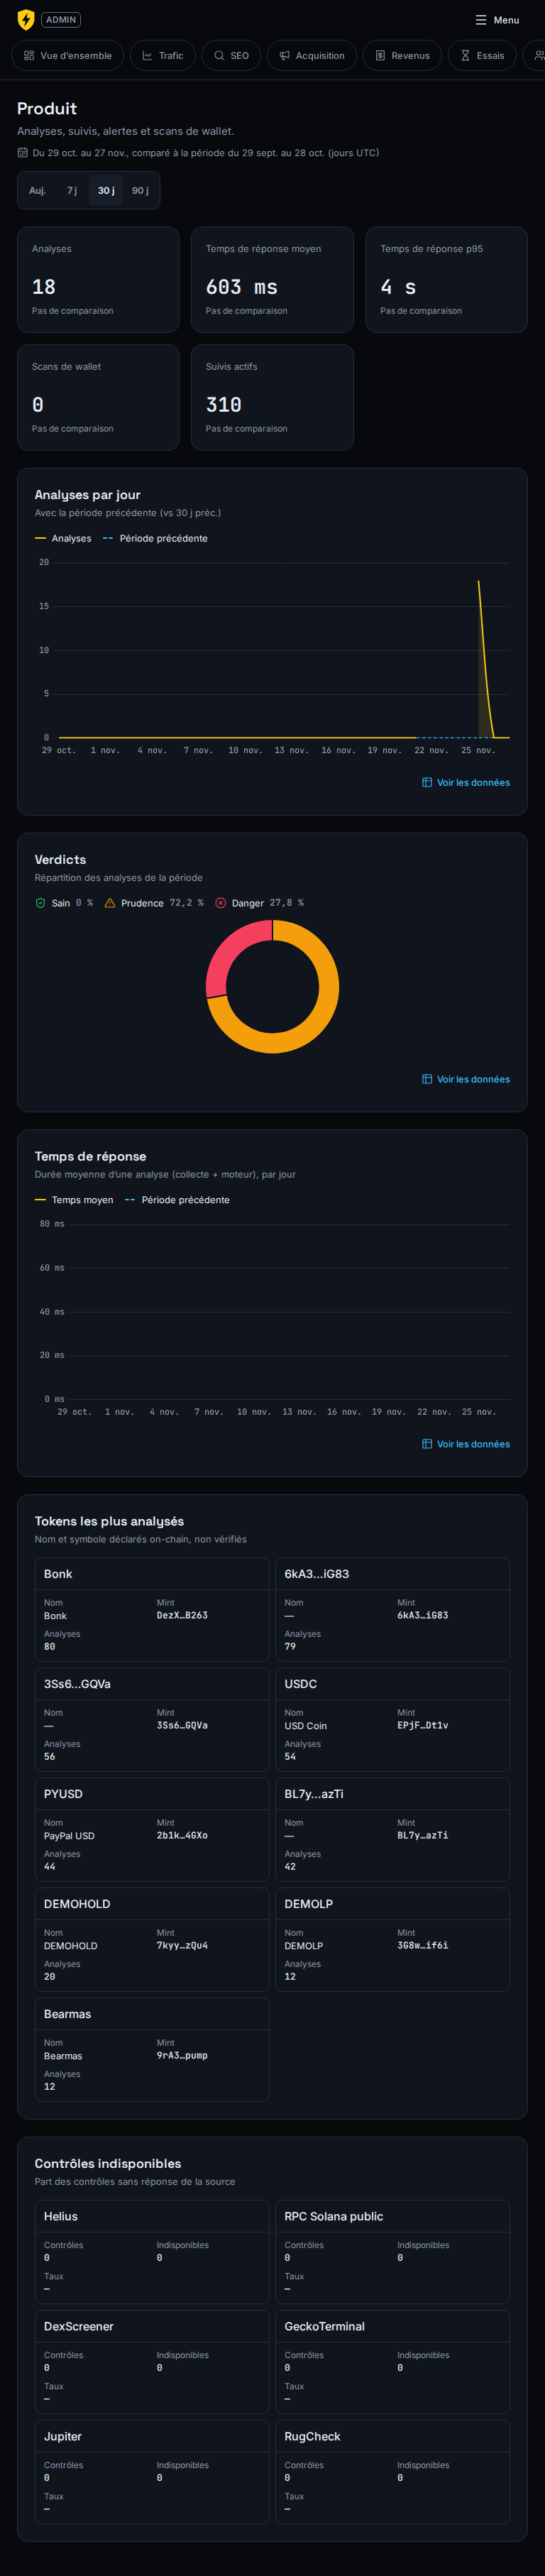 ADMIN
Menu
Vue d'ensemble
Trafic
SEO
Acquisition
Revenus
Essais
Produit
Analyses, suivis, alertes et scans de wallet.
Du 29 oct. au 27 nov., comparé à la période du 29 sept. au 28 oct. (jours UTC)
Auj. 7 j 30 j 90 j
Analyses
18
Pas de comparaison
Temps de réponse moyen
603 ms
Pas de comparaison
Temps de réponse p95
4 s
Pas de comparaison
Scans de wallet
0
Pas de comparaison
Suivis actifs
310
Pas de comparaison
Analyses par jour
Avec la période précédente (vs 30 j préc.)
Analyses Période précédente
20
15
10
5
0
29 oct. 1 nov. 4 nov. 7 nov. 10 nov. 13 nov. 16 nov. 19 nov. 22 nov. 25 nov.
Voir les données
Verdicts
Répartition des analyses de la période
Sain 0 % Prudence 72,2 % Danger 27,8 %
Voir les données
Temps de réponse
Durée moyenne d'une analyse (collecte + moteur), par jour
Temps moyen Période précédente
80 ms
60 ms
40 ms
20 ms
0 ms
29 oct. 1 nov. 4 nov. 7 nov. 10 nov. 13 nov. 16 nov. 19 nov. 22 nov. 25 nov.
Voir les données
Tokens les plus analysés
Nom et symbole déclarés on-chain, non vérifiés
Bonk
Nom Mint
Bonk DezX…B263
Analyses
80
6kA3…iG83
Nom Mint
— 6kA3…iG83
Analyses
79
3Ss6…GQVa
Nom Mint
— 3Ss6…GQVa
Analyses
56
USDC
Nom Mint
USD Coin EPjF…Dt1v
Analyses
54
PYUSD
Nom Mint
PayPal USD 2b1k…4GXo
Analyses
44
BL7y…azTi
Nom Mint
— BL7y…azTi
Analyses
42
DEMOHOLD
Nom Mint
DEMOHOLD 7kyy…zQu4
Analyses
20
DEMOLP
Nom Mint
DEMOLP 3G8w…if6i
Analyses
12
Bearmas
Nom Mint
Bearmas 9rA3…pump
Analyses
12
Contrôles indisponibles
Part des contrôles sans réponse de la source
Helius
Contrôles Indisponibles
0 0
Taux
—
RPC Solana public
Contrôles Indisponibles
0 0
Taux
—
DexScreener
Contrôles Indisponibles
0 0
Taux
—
GeckoTerminal
Contrôles Indisponibles
0 0
Taux
—
Jupiter
Contrôles Indisponibles
0 0
Taux
—
RugCheck
Contrôles Indisponibles
0 0
Taux
—